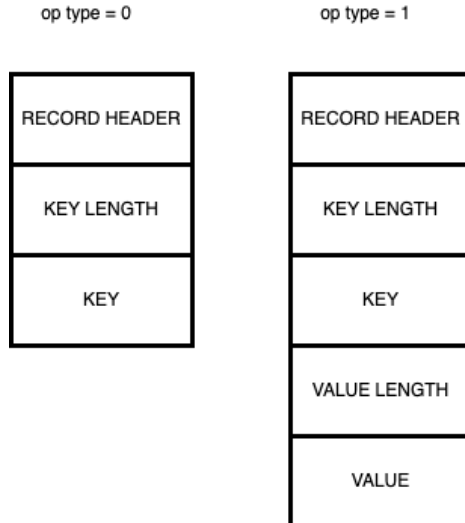 op type = 0
RECORD HEADER
KEY LENGTH
KEY
op type = 1
RECORD HEADER
KEY LENGTH
KEY
VALUE LENGTH
VALUE